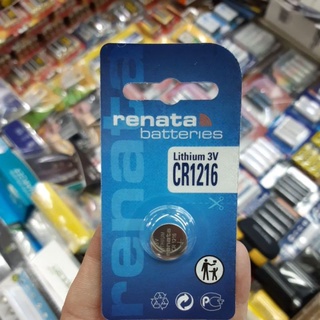 renata
batteries
Lithium 3V
CR1216
renata